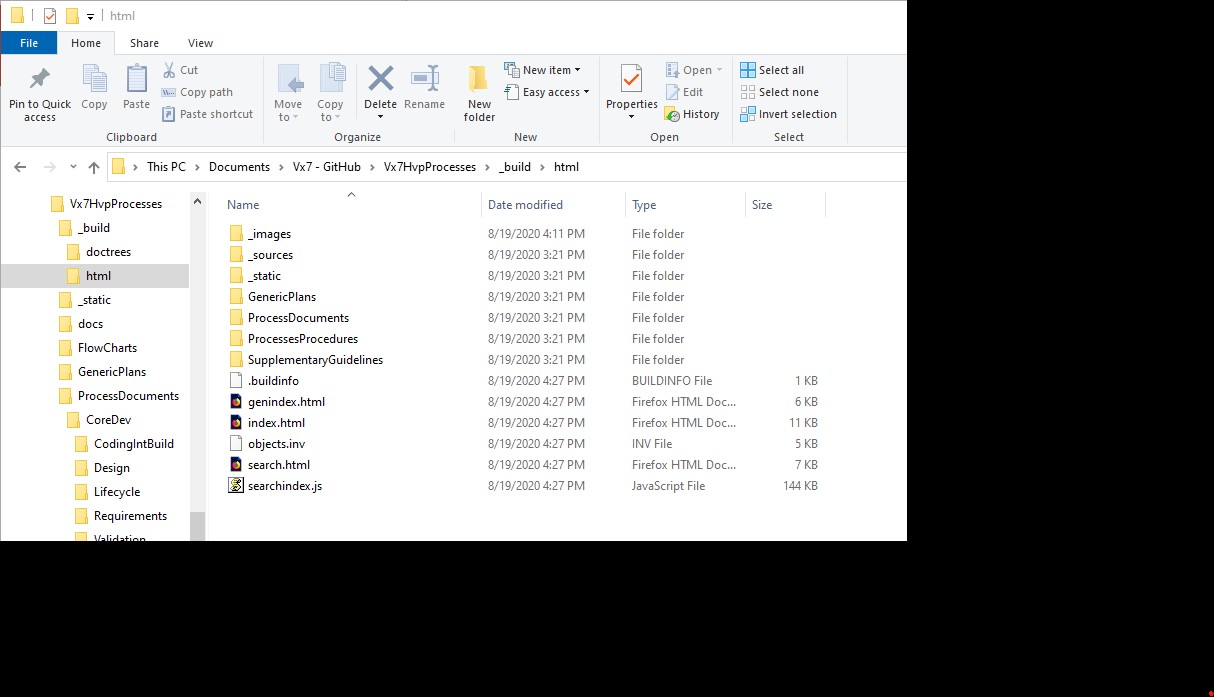 html
File Home Share View
Pin to Quick access
Copy
Paste
Cut
Copy path
Paste shortcut
Clipboard
Move to
Copy to
Delete
Rename
Organize
New folder
New item
Easy access
New
Properties
Open
Edit
History
Open
Select all
Select none
Invert selection
Select
This PC > Documents > Vx7 - GitHub > Vx7HvpProcesses > _build > html
Vx7HvpProcesses
_build
doctrees
html
_static
docs
FlowCharts
GenericPlans
ProcessDocuments
CoreDev
CodingIntBuild
Design
Lifecycle
Requirements
Validation
Name Date modified Type Size
_images 8/19/2020 4:11 PM File folder
_sources 8/19/2020 3:21 PM File folder
_static 8/19/2020 3:21 PM File folder
GenericPlans 8/19/2020 3:21 PM File folder
ProcessDocuments 8/19/2020 3:21 PM File folder
ProcessesProcedures 8/19/2020 3:21 PM File folder
SupplementaryGuidelines 8/19/2020 3:21 PM File folder
.buildinfo 8/19/2020 4:27 PM BUILDINFO File 1 KB
genindex.html 8/19/2020 4:27 PM Firefox HTML Doc... 6 KB
index.html 8/19/2020 4:27 PM Firefox HTML Doc... 11 KB
objects.inv 8/19/2020 4:27 PM INV File 5 KB
search.html 8/19/2020 4:27 PM Firefox HTML Doc... 7 KB
searchindex.js 8/19/2020 4:27 PM JavaScript File 144 KB